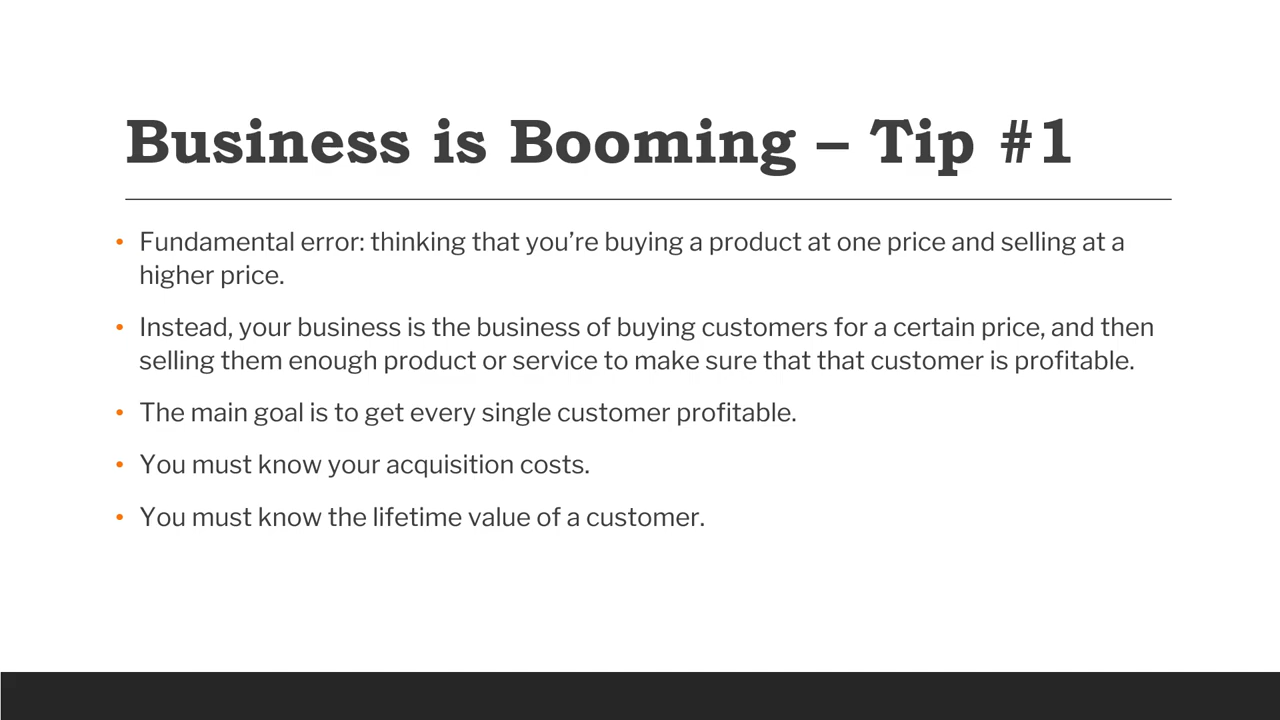 Business is Booming – Tip #1
• Fundamental error: thinking that you’re buying a product at one price and selling at a
higher price.
• Instead, your business is the business of buying customers for a certain price, and then
selling them enough product or service to make sure that that customer is profitable.
• The main goal is to get every single customer profitable.
• You must know your acquisition costs.
• You must know the lifetime value of a customer.